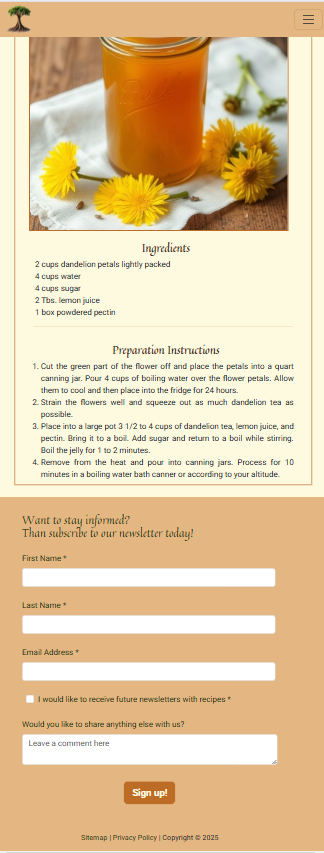 Ingredients
2 cups dandelion petals lightly packed
4 cups water
4 cups sugar
2 Tbs. lemon juice
1 box powdered pectin
Preparation Instructions
1. Cut the green part of the flower off and place the petals into a quart
canning jar. Pour 4 cups of boiling water over the flower petals. Allow
them to cool and then place into the fridge for 24 hours.
2. Strain the flowers well and squeeze out as much dandelion tea as
possible.
3. Place into a large pot 3 1/2 to 4 cups of dandelion tea, lemon juice, and
pectin. Bring it to a boil. Add sugar and return to a boil while stirring.
Boil the jelly for 1 to 2 minutes.
4. Remove from the heat and pour into canning jars. Process for 10
minutes in a boiling water bath canner or according to your altitude.
Want to stay informed?
Than subscribe to our newsletter today!
First Name *
Last Name *
Email Address *
I would like to receive future newsletters with recipes *
Would you like to share anything else with us?
Leave a comment here
Sign up!
Sitemap | Privacy Policy | Copyright © 2025